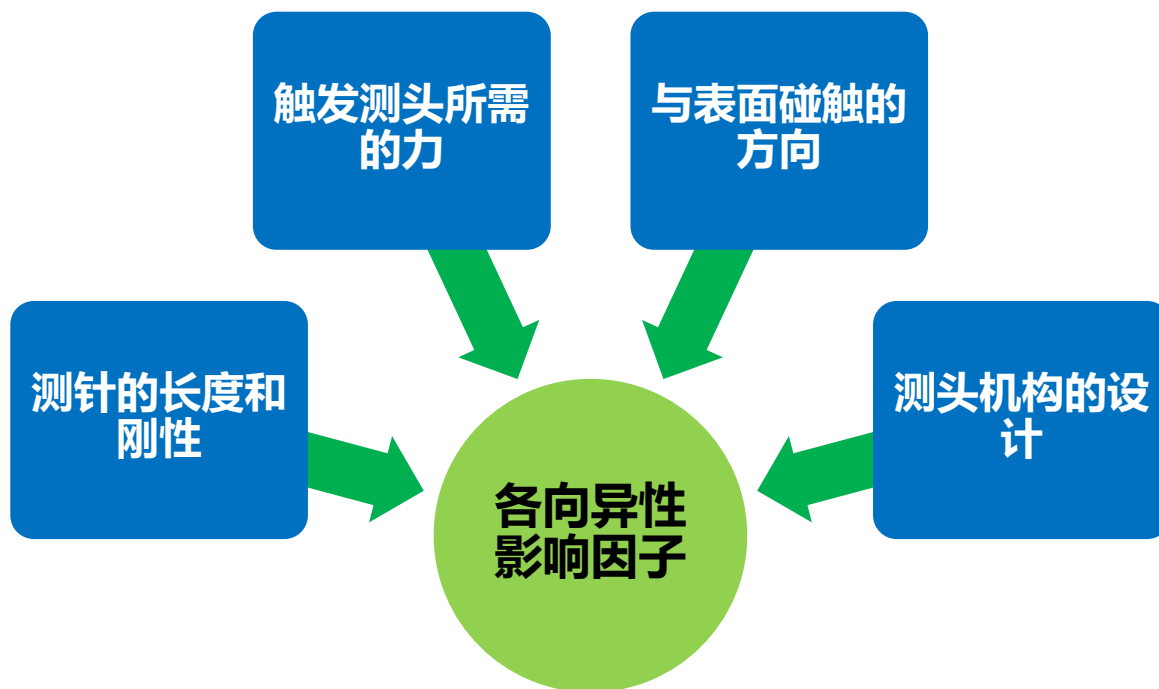 触发测头所需
的力
与表面碰触的
方向
测针的长度和
刚性
测头机构的设
计
各向异性
影响因子